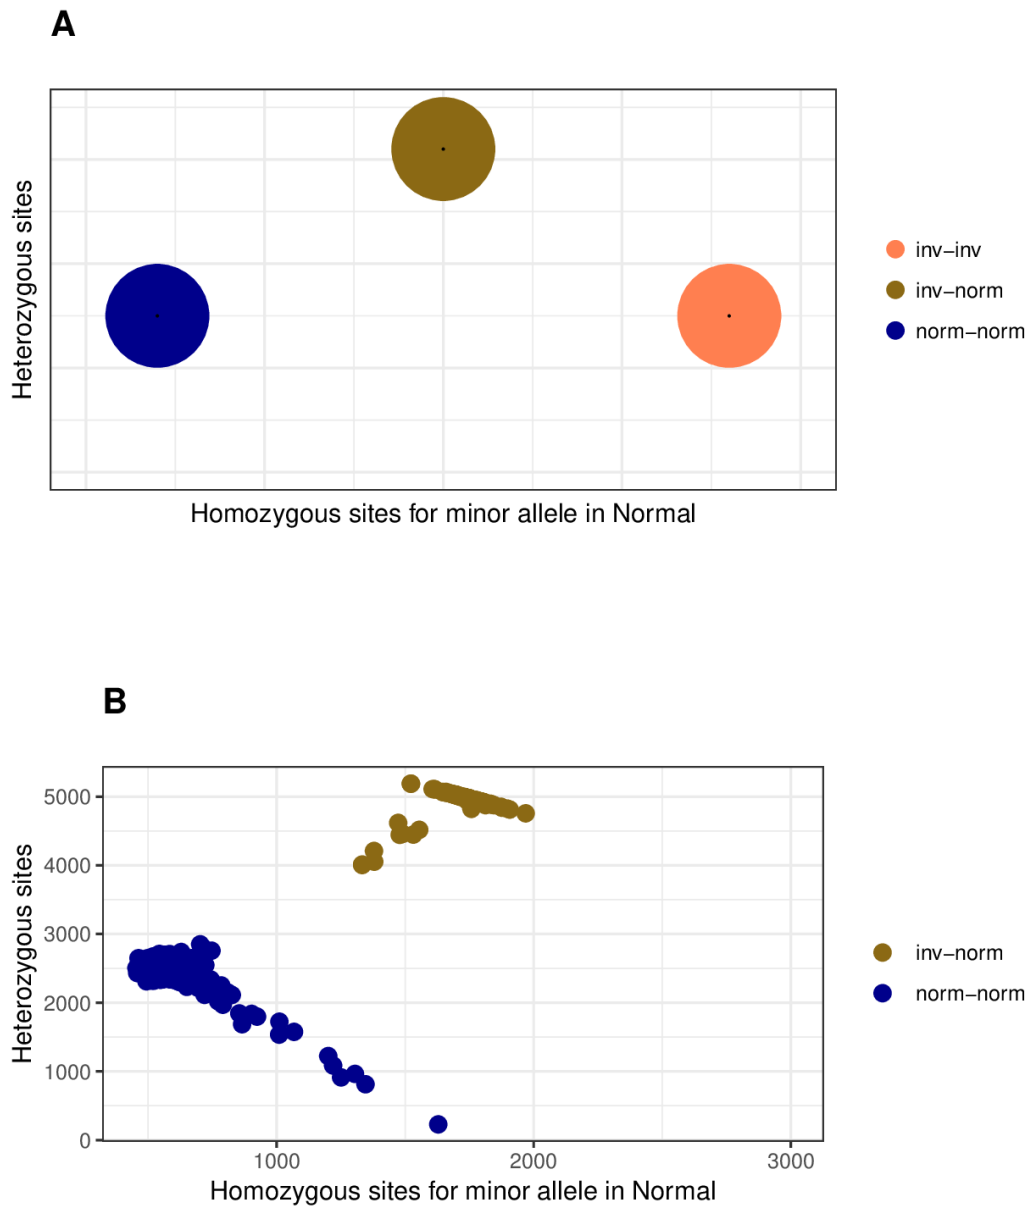 A
Heterozygous sites
inv−inv
inv−norm
norm−norm
Homozygous sites for minor allele in Normal
B
Heterozygous sites
5000
4000
3000
2000
1000
0
inv−norm
norm−norm
1000 2000 3000
Homozygous sites for minor allele in Normal